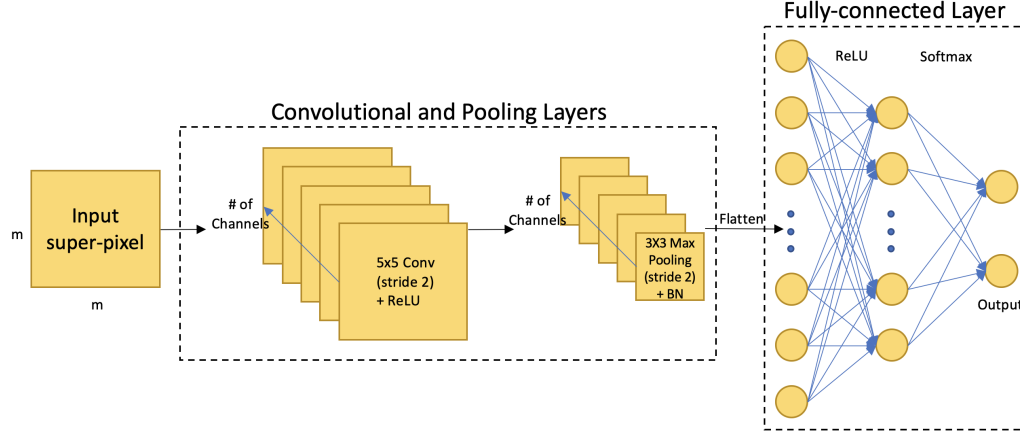 Fully-connected Layer
ReLU
Softmax
Convolutional and Pooling Layers
Input
super-pixel
m
m
# of
Channels
5x5 Conv
(stride 2)
+ ReLU
# of
Channels
3X3 Max
Pooling
(stride 2)
+ BN
Flatten
Output